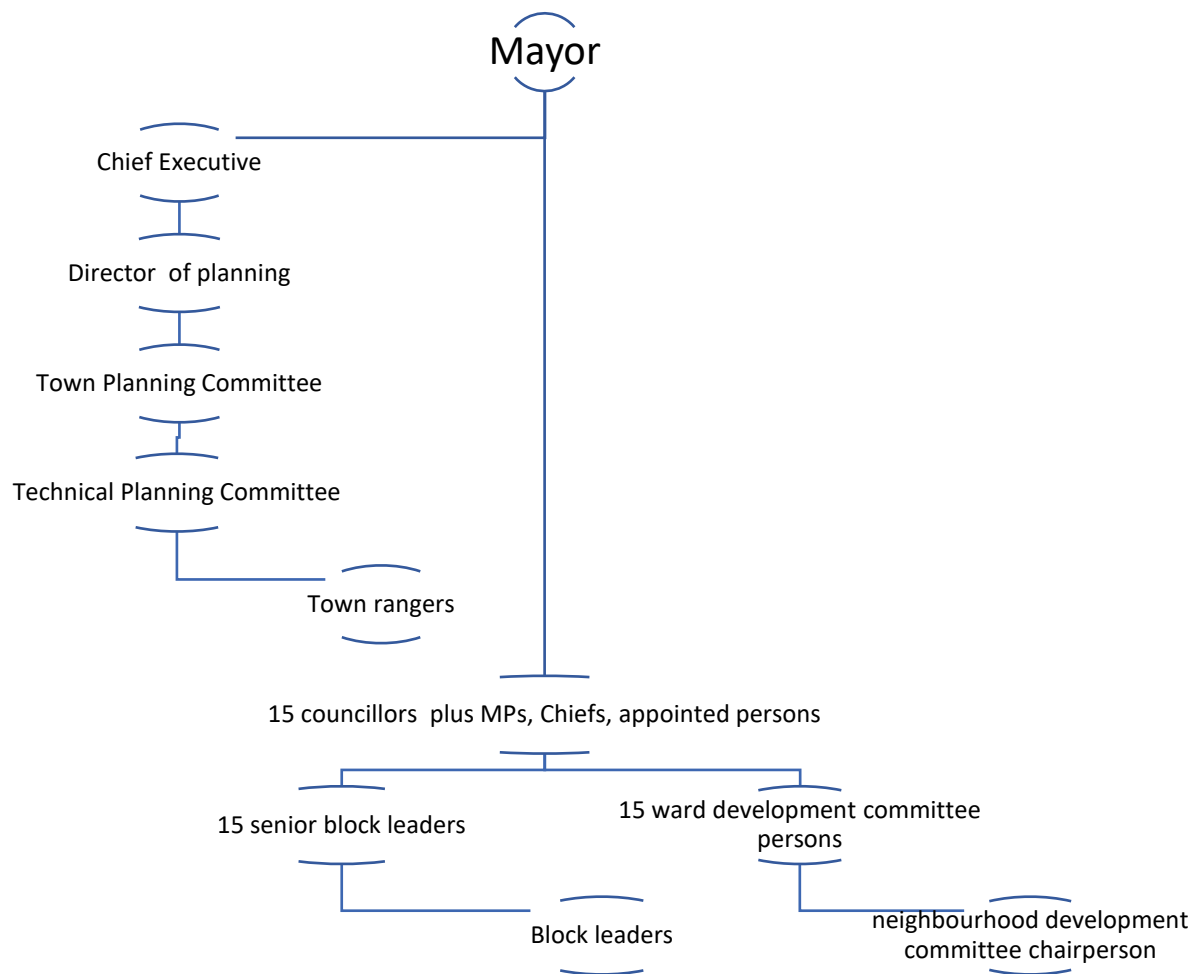 Mayor
Chief Executive
Director  of planning
Town Planning Committee
Technical Planning Committee
Town rangers
15 councillors  plus MPs, Chiefs, appointed persons
15 senior block leaders
15 ward development committee
persons
Block leaders
neighbourhood development
committee chairperson